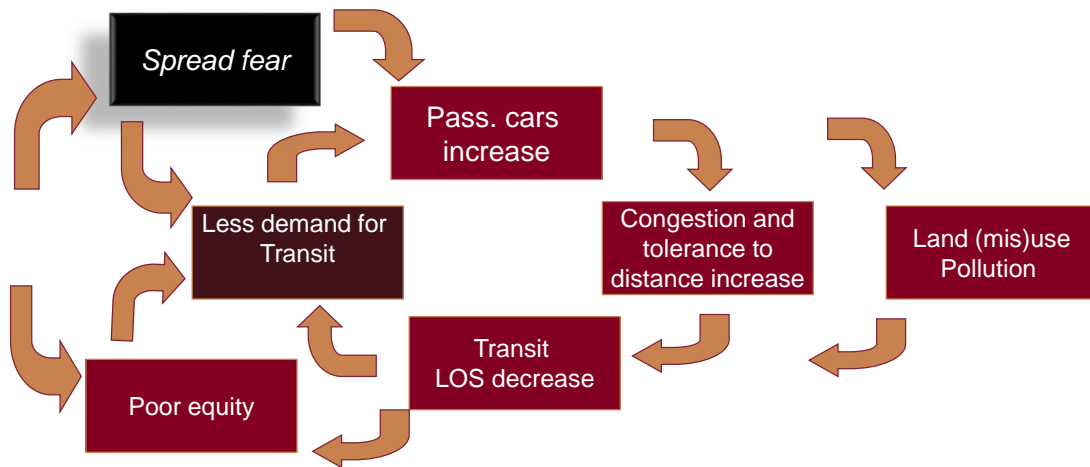 Spread fear
Pass. cars
increase
Less demand for
Transit
Congestion and
tolerance to
distance increase
Land (mis)use
Pollution
Transit
LOS decrease
Poor equity